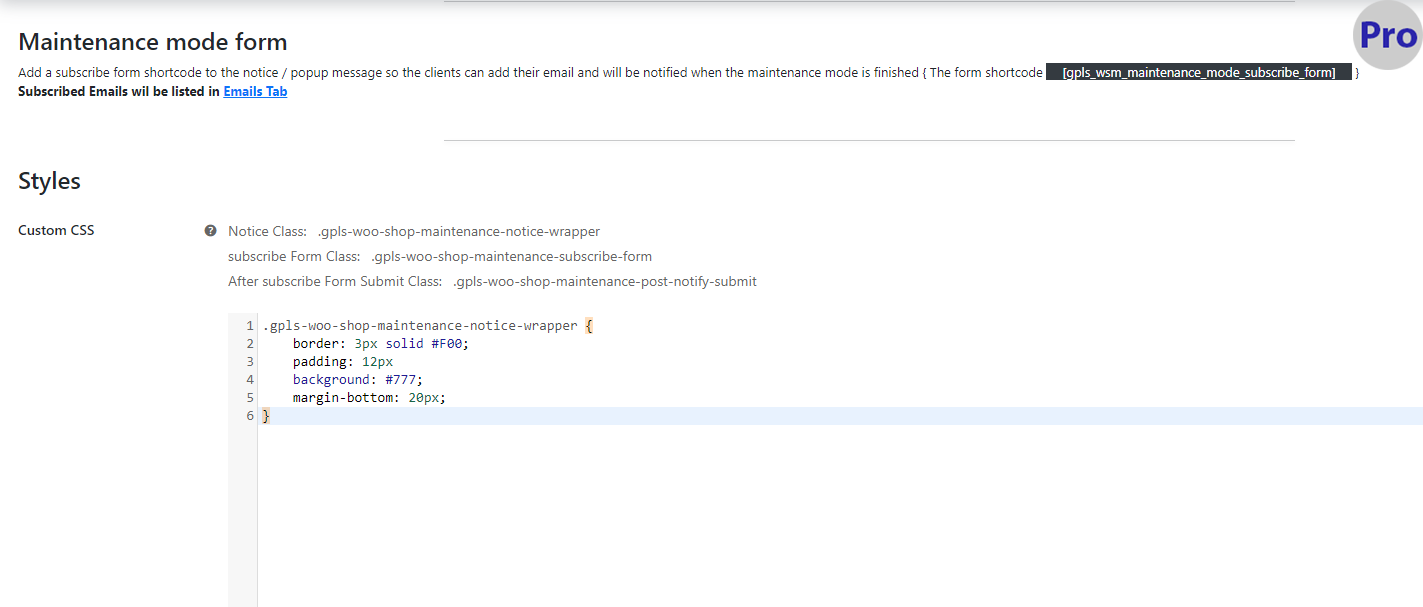 Pro
Maintenance mode form
Add a subscribe form shortcode to the notice / popup message so the clients can add their email and will be notified when the maintenance mode is finished { The form shortcode [gpls_wsm_maintenance_mode_subscribe_form] }
Subscribed Emails wil be listed in Emails Tab
Styles
Custom CSS
? Notice Class: .gpls-woo-shop-maintenance-notice-wrapper
subscribe Form Class: .gpls-woo-shop-maintenance-subscribe-form
After subscribe Form Submit Class: .gpls-woo-shop-maintenance-post-notify-submit
1 .gpls-woo-shop-maintenance-notice-wrapper {
2 border: 3px solid #F00;
3 padding: 12px
4 background: #777;
5 margin-bottom: 20px;
6 }